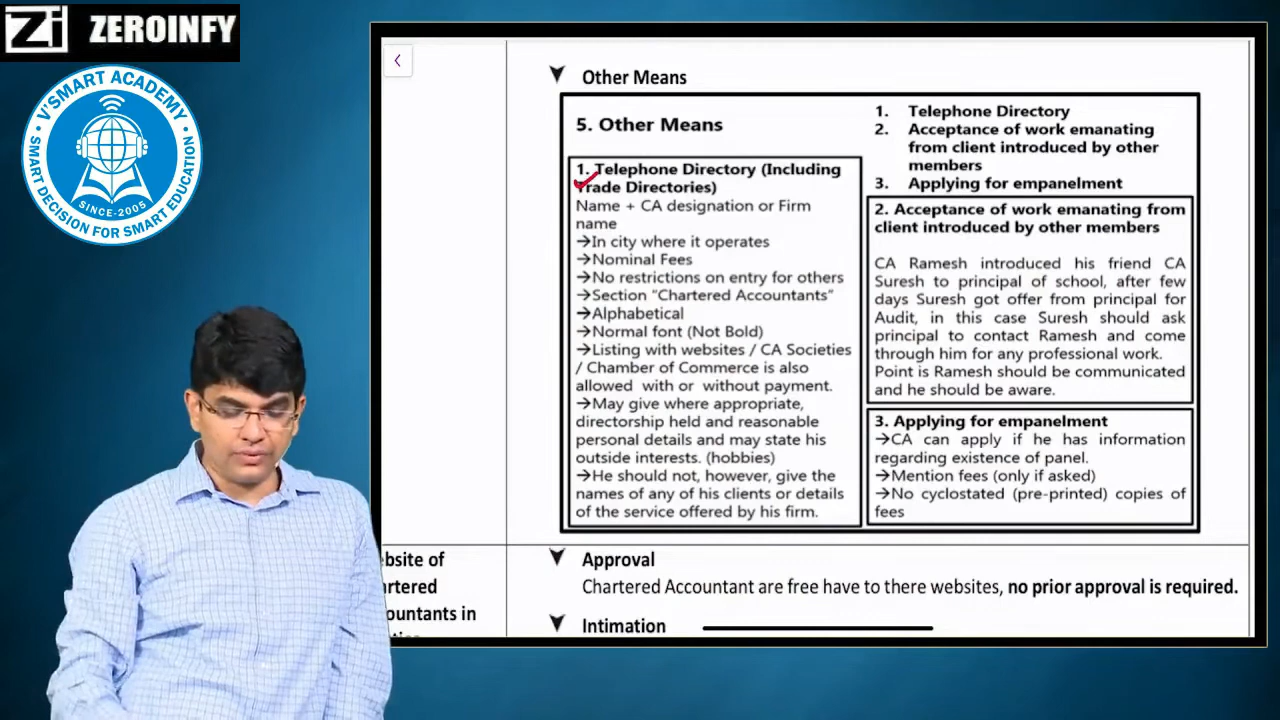 Zi ZEROINFY
V'SMART ACADEMY
SMART DECISION FOR SMART EDUCATION
SINCE-2005
Other Means
5. Other Means
1. Telephone Directory (Including
Trade Directories)
Name + CA designation or Firm
name
→In city where it operates
→Nominal Fees
→No restrictions on entry for others
→Section "Chartered Accountants"
→Alphabetical
→Normal font (Not Bold)
→Listing with websites / CA Societies
/ Chamber of Commerce is also
allowed with or without payment.
→May give where appropriate,
directorship held and reasonable
personal details and may state his
outside interests. (hobbies)
→He should not, however, give the
names of any of his clients or details
of the service offered by his firm.
1. Telephone Directory
2. Acceptance of work emanating
from client introduced by other
members
3. Applying for empanelment
2. Acceptance of work emanating from
client introduced by other members
CA Ramesh introduced his friend CA
Suresh to principal of school, after few
days Suresh got offer from principal for
Audit, in this case Suresh should ask
principal to contact Ramesh and come
through him for any professional work.
Point is Ramesh should be communicated
and he should be aware.
3. Applying for empanelment
→CA can apply if he has information
regarding existence of panel.
→Mention fees (only if asked)
→No cyclostated (pre-printed) copies of
fees
ebsite of
artered
countants in
Approval
Chartered Accountant are free have to there websites, no prior approval is required.
Intimation